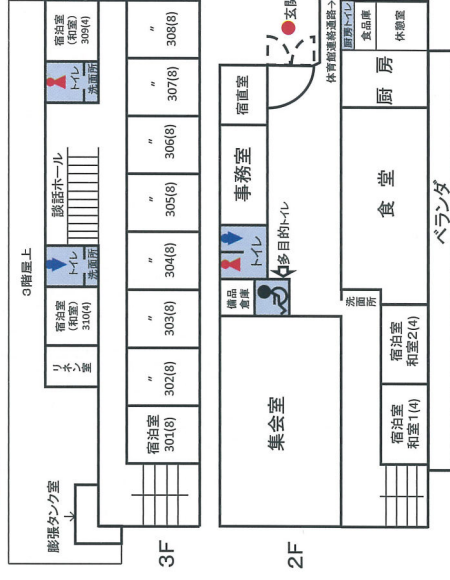 3階屋上
膨張タンク室
リネン室
宿泊室
(和室)
310(4)
トイレ
洗面所
談話ホール
トイレ
洗面所
宿泊室
(和室)
309(4)
宿泊室
301(8)
〃
302(8)
〃
303(8)
〃
304(8)
〃
305(8)
〃
306(8)
〃
307(8)
〃
308(8)
3F
集会室
備品
倉庫
トイレ
多目的トイレ
事務室
宿直室
玄関
体育館連絡通路→
宿泊室
和室1(4)
宿泊室
和室2(4)
洗面所
食堂
厨房
厨房トイレ
食品庫
休憩室
ベランダ
2F